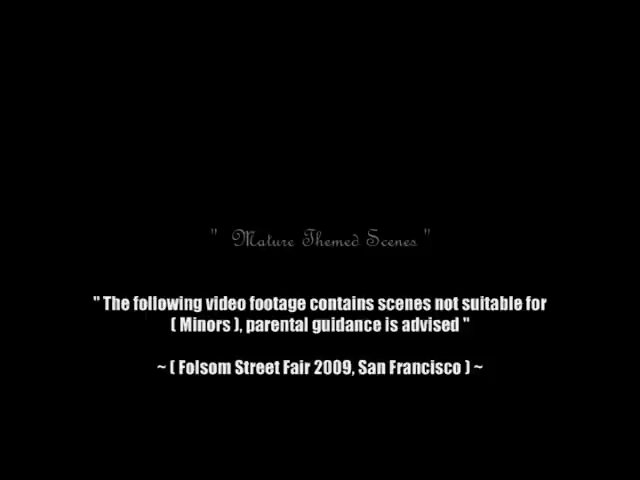 " Mature Themed Scenes "
" The following video footage contains scenes not suitable for
( Minors ), parental guidance is advised "
~ ( Folsom Street Fair 2009, San Francisco ) ~